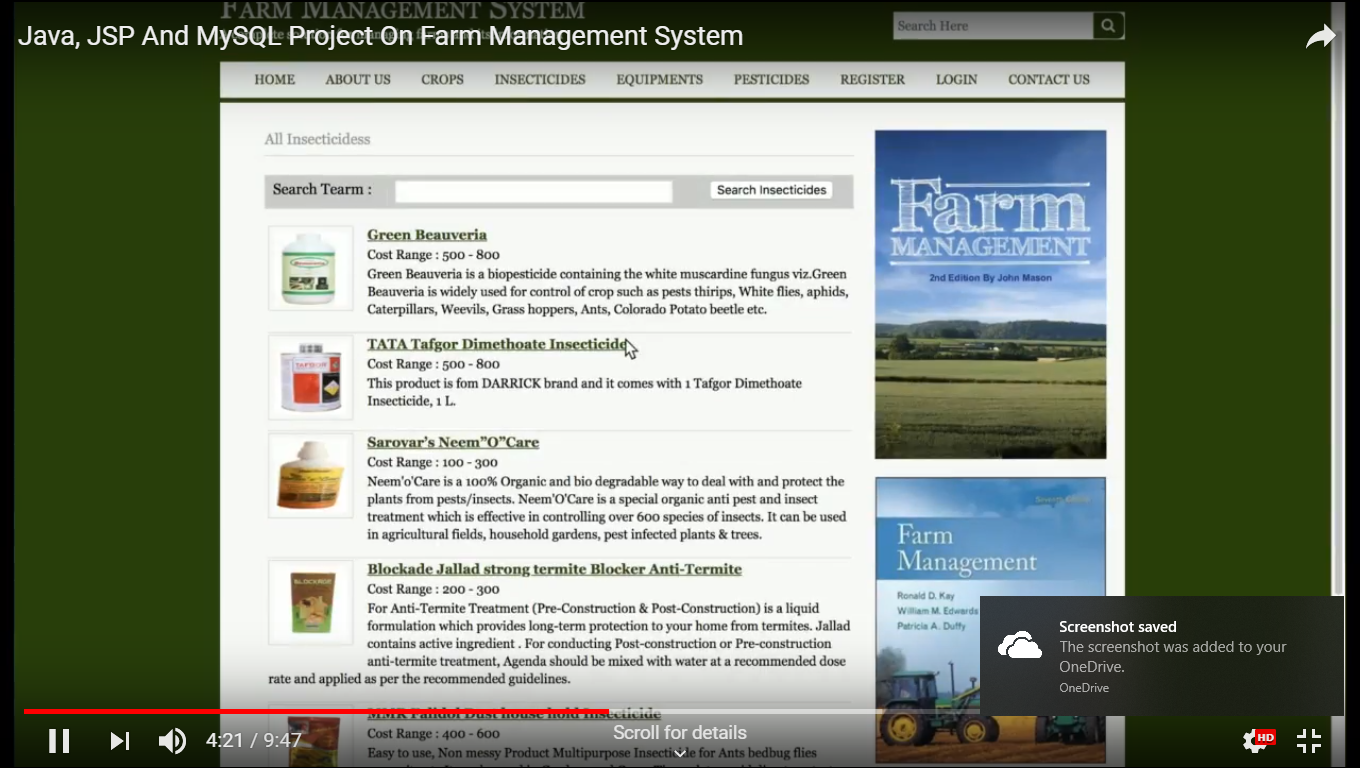 FARM MANAGEMENT SYSTEM
Java, JSP And MySQL Project On Farm Management System
Search Here
HOME ABOUT US CROPS INSECTICIDES EQUIPMENTS PESTICIDES REGISTER LOGIN CONTACT US
All Insecticidess
Search Tearm :
Search Insecticides
Green Beauveria
Cost Range : 500 - 800
Green Beauveria is a biopesticide containing the white muscardine fungus viz.Green
Beauveria is widely used for control of crop such as pests thirips, White flies, aphids,
Caterpillars, Weevils, Grass hoppers, Ants, Colorado Potato beetle etc.
TATA Tafgor Dimethoate Insecticide
Cost Range : 500 - 800
This product is fom DARRICK brand and it comes with 1 Tafgor Dimethoate
Insecticide, 1 L.
TAFGOR
Sarovar's Neem"O"Care
Cost Range : 100 - 300
Neem'o'Care is a 100% Organic and bio degradable way to deal with and protect the
plants from pests/insects. Neem'O'Care is a special organic anti pest and insect
treatment which is effective in controlling over 600 species of insects. It can be used
in agricultural fields, household gardens, pest infected plants & trees.
Blockade Jallad strong termite Blocker Anti-Termite
Cost Range : 200 - 300
For Anti-Termite Treatment (Pre-Construction & Post-Construction) is a liquid
formulation which provides long-term protection to your home from termites. Jallad
contains active ingredient . For conducting Post-construction or Pre-construction
anti-termite treatment, Agenda should be mixed with water at a recommended dose
rate and applied as per the recommended guidelines.
BLOCKADE
MMR Falidol Dust house hold Insecticide
Cost Range : 400 - 600
Easy to use, Non messy Product Multipurpose Insecticide for Ants bedbug flies
Farm
MANAGEMENT
2nd Edition By John Mason
Farm
Management
Ronald D. Kay
William M. Edwards
Patricia A. Duffy
Screenshot saved
The screenshot was added to your
OneDrive.
OneDrive
4:21 / 9:47
Scroll for details
HD